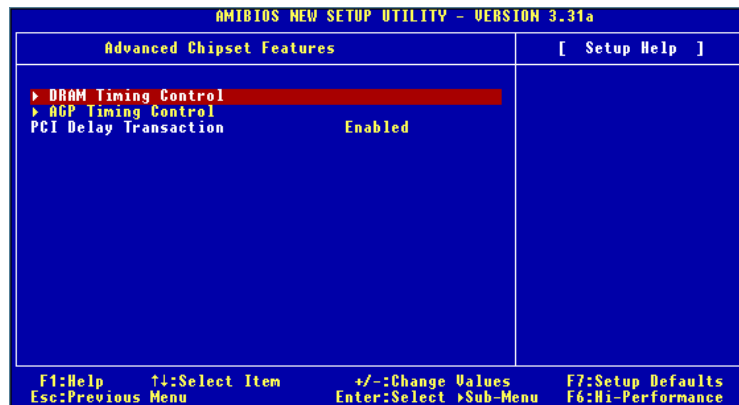 AMIBIOS NEW SETUP UTILITY - VERSION 3.31a
Advanced Chipset Features
[ Setup Help ]
▸ DRAM Timing Control
▸ AGP Timing Control
PCI Delay Transaction Enabled
F1:Help ↑↓:Select Item +/-:Change Values F7:Setup Defaults
Esc:Previous Menu Enter:Select ▸Sub-Menu F6:Hi-Performance